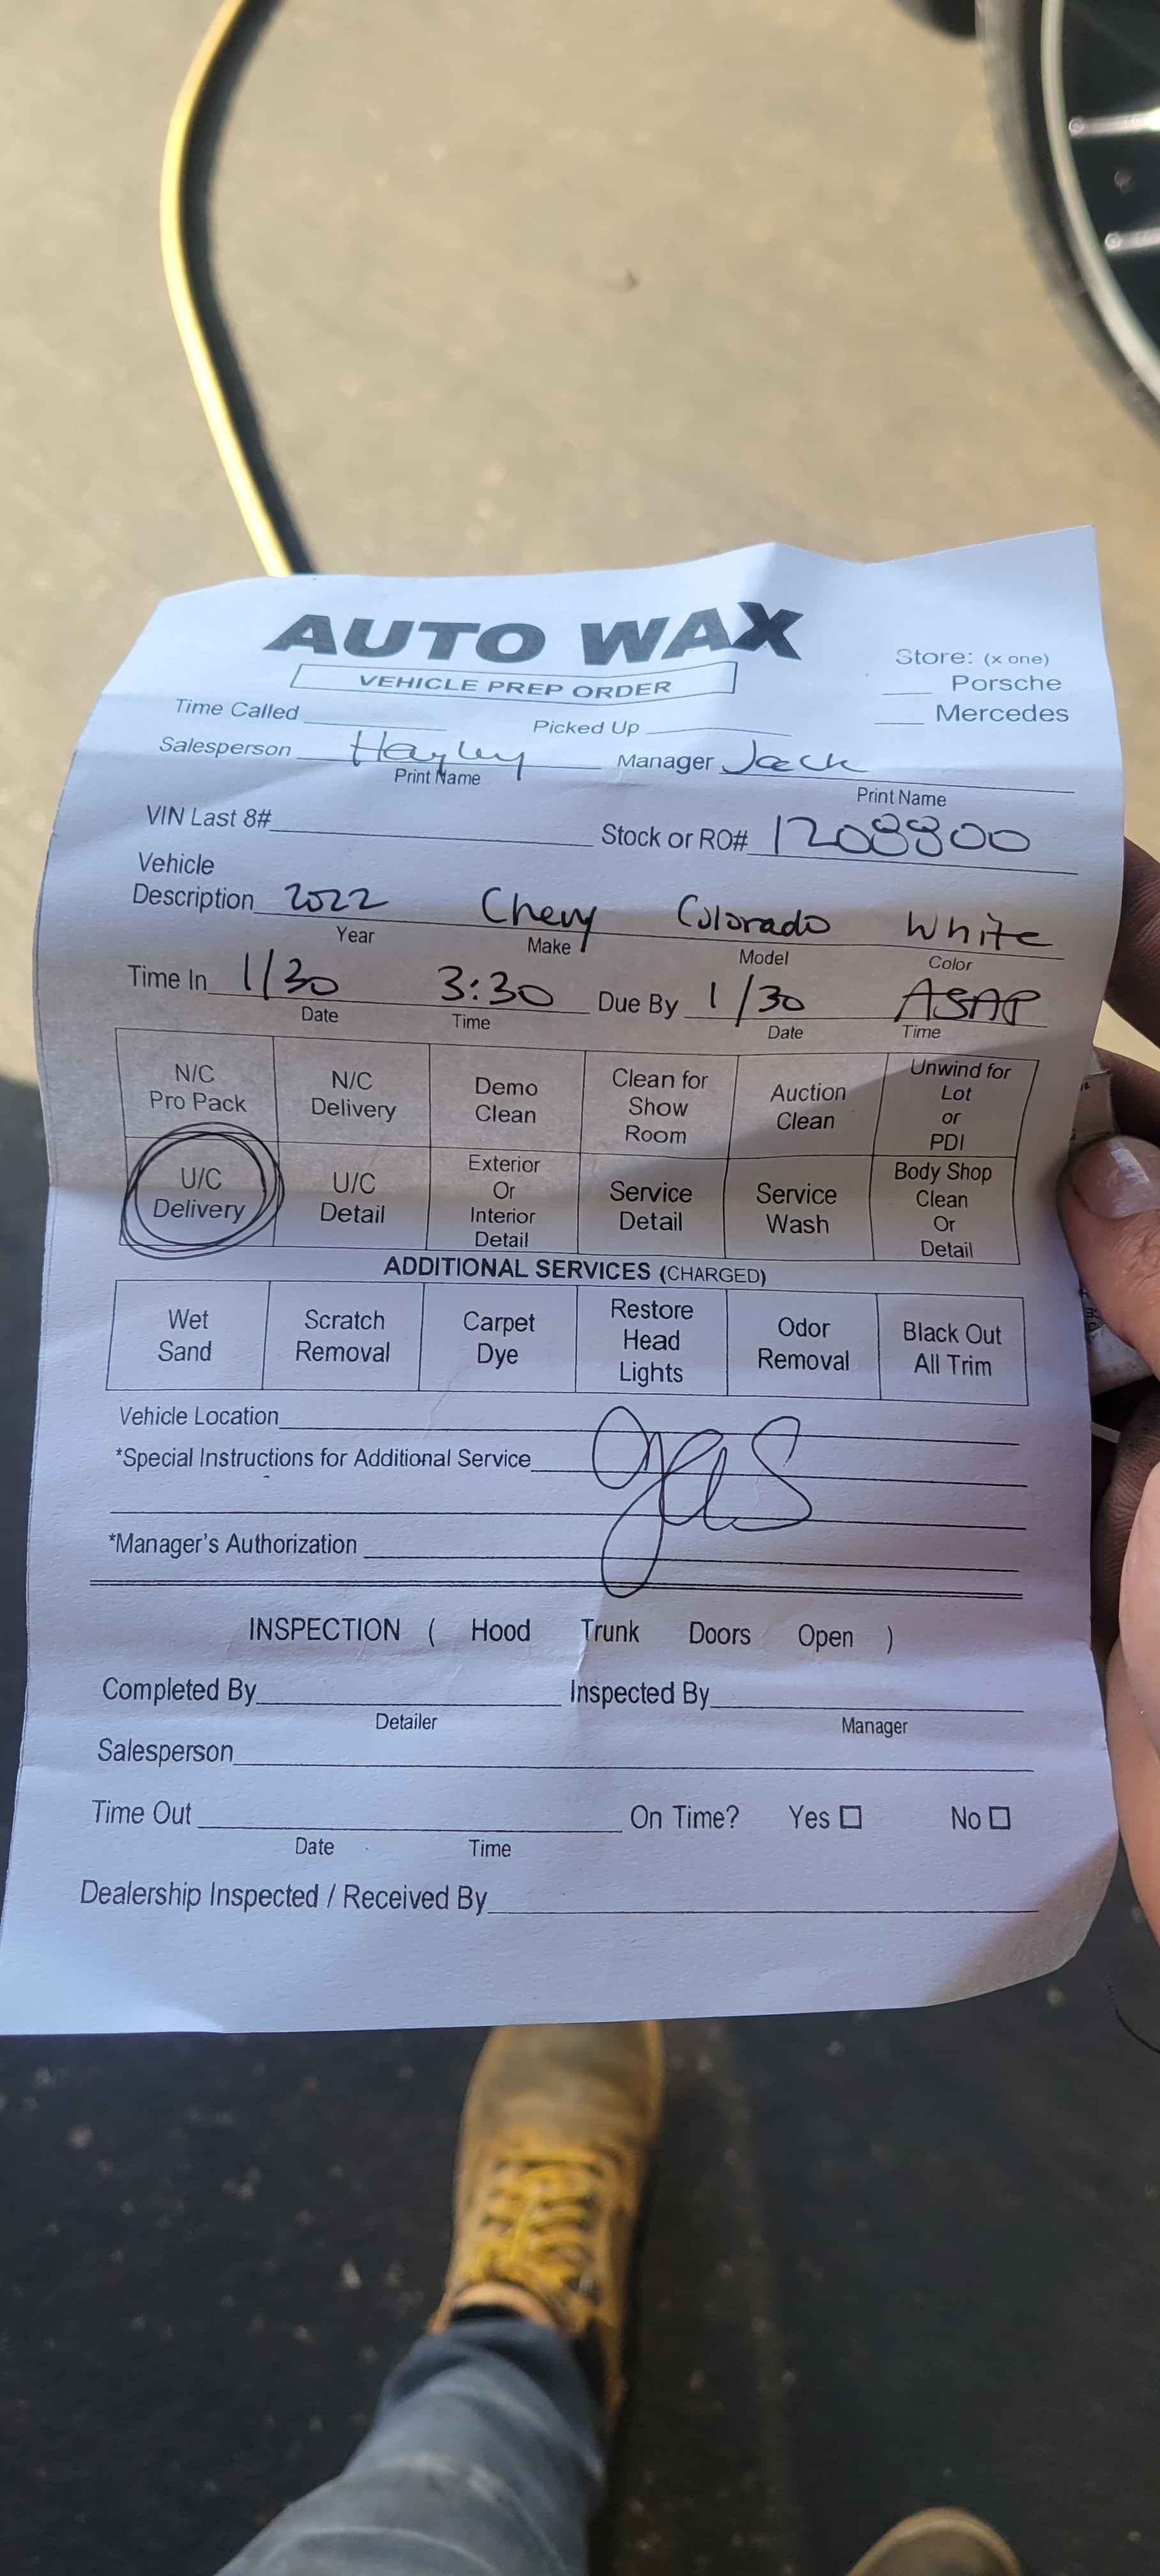 AUTO WAX
VEHICLE PREP ORDER
Store: (x one)
Porsche
Mercedes
Time Called Picked Up
Salesperson Hayley Manager Jack
Print Name Print Name
VIN Last 8# Stock or RO# 1208800
Vehicle
Description 2022 Chevy Colorado White
Year Make Model Color
Time In 1/30 3:30 Due By 1/30 ASAP
Date Time Date Time
N/C Pro Pack
N/C Delivery
Demo Clean
Clean for Show Room
Auction Clean
Unwind for Lot or PDI
U/C Delivery
U/C Detail
Exterior Or Interior Detail
Service Detail
Service Wash
Body Shop Clean Or Detail
ADDITIONAL SERVICES (CHARGED)
Wet Sand
Scratch Removal
Carpet Dye
Restore Head Lights
Odor Removal
Black Out All Trim
Vehicle Location
*Special Instructions for Additional Service gas
*Manager's Authorization
INSPECTION ( Hood Trunk Doors Open )
Completed By Inspected By
Detailer Manager
Salesperson
Time Out On Time? Yes No
Date Time
Dealership Inspected / Received By